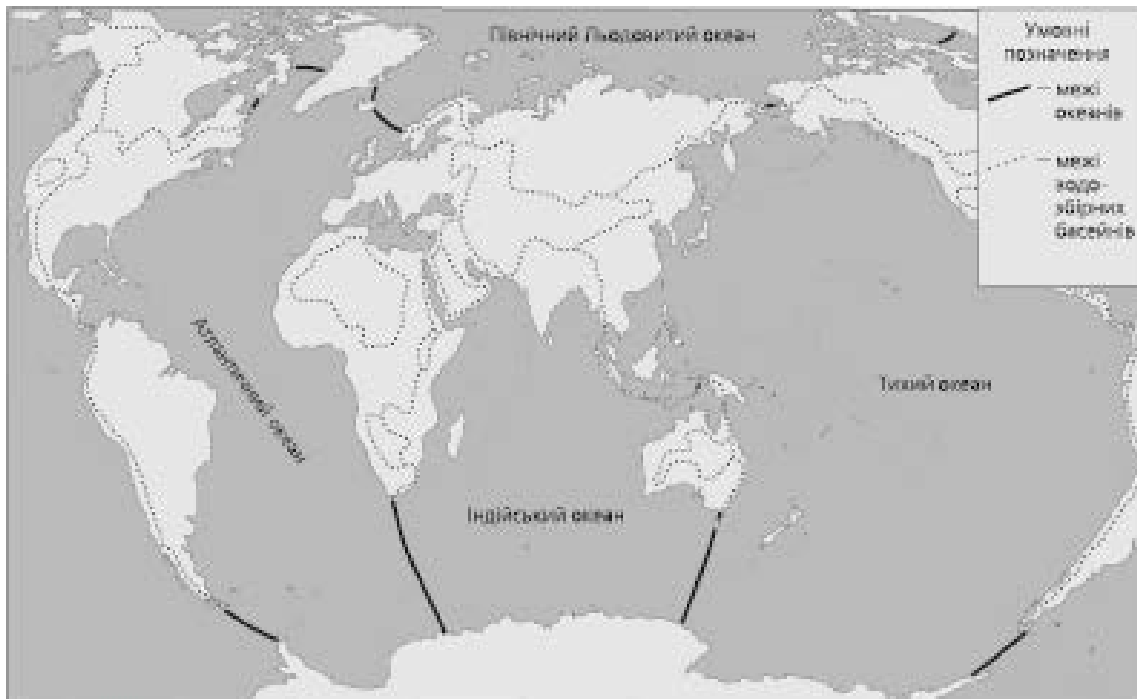 Північний Льодовитий океан
Умовні
позначення
межі
океанів
межі
водо-
збірних
басейнів
Атлантичний океан
Тихий океан
Індійський океан